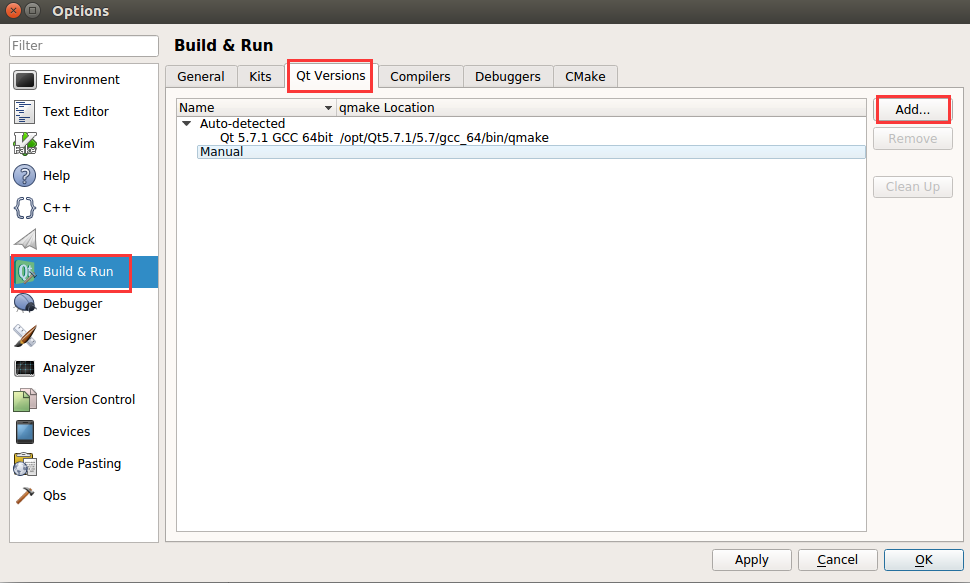 Options
Filter
Environment
Text Editor
FakeVim
Help
C++
Qt Quick
Build & Run
Debugger
Designer
Analyzer
Version Control
Devices
Code Pasting
Qbs
Build & Run
General Kits Qt Versions Compilers Debuggers CMake
Name qmake Location
Auto-detected
Qt 5.7.1 GCC 64bit /opt/Qt5.7.1/5.7/gcc_64/bin/qmake
Manual
Add...
Remove
Clean Up
Apply Cancel OK